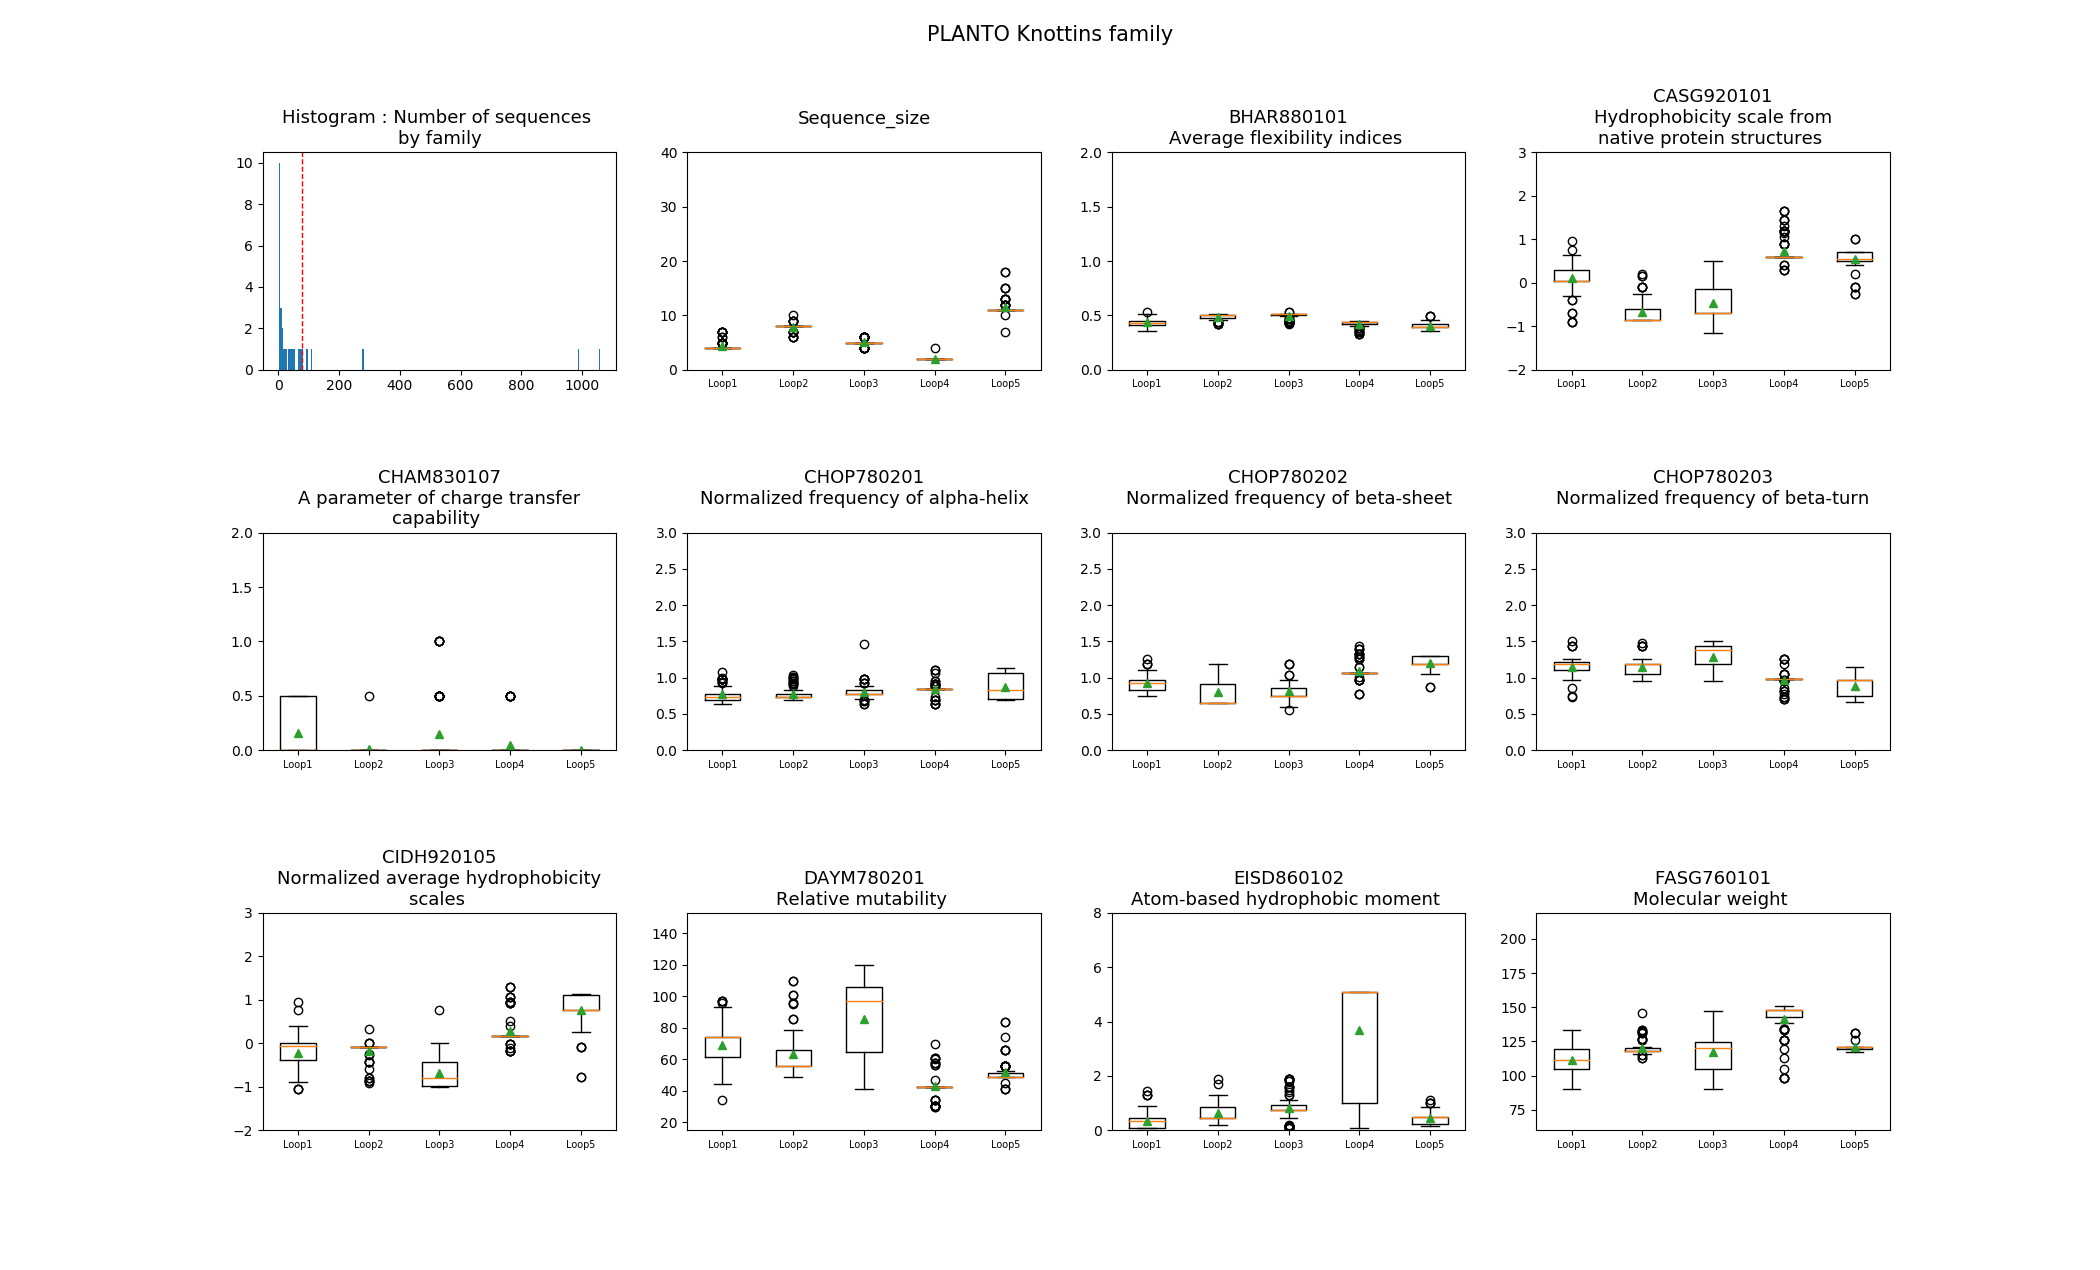 PLANTO Knottins family
Histogram : Number of sequences
by family
10
8
6
4
2
0
0 200 400 600 800 1000
Sequence_size
40
30
20
10
0
Loop1 Loop2 Loop3 Loop4 Loop5
BHAR880101
Average flexibility indices
2.0
1.5
1.0
0.5
0.0
Loop1 Loop2 Loop3 Loop4 Loop5
CASG920101
Hydrophobicity scale from
native protein structures
3
2
1
0
−1
−2
Loop1 Loop2 Loop3 Loop4 Loop5
CHAM830107
A parameter of charge transfer
capability
2.0
1.5
1.0
0.5
0.0
Loop1 Loop2 Loop3 Loop4 Loop5
CHOP780201
Normalized frequency of alpha-helix
3.0
2.5
2.0
1.5
1.0
0.5
0.0
Loop1 Loop2 Loop3 Loop4 Loop5
CHOP780202
Normalized frequency of beta-sheet
3.0
2.5
2.0
1.5
1.0
0.5
0.0
Loop1 Loop2 Loop3 Loop4 Loop5
CHOP780203
Normalized frequency of beta-turn
3.0
2.5
2.0
1.5
1.0
0.5
0.0
Loop1 Loop2 Loop3 Loop4 Loop5
CIDH920105
Normalized average hydrophobicity
scales
3
2
1
0
−1
−2
Loop1 Loop2 Loop3 Loop4 Loop5
DAYM780201
Relative mutability
140
120
100
80
60
40
20
Loop1 Loop2 Loop3 Loop4 Loop5
EISD860102
Atom-based hydrophobic moment
8
6
4
2
0
Loop1 Loop2 Loop3 Loop4 Loop5
FASG760101
Molecular weight
200
175
150
125
100
75
Loop1 Loop2 Loop3 Loop4 Loop5